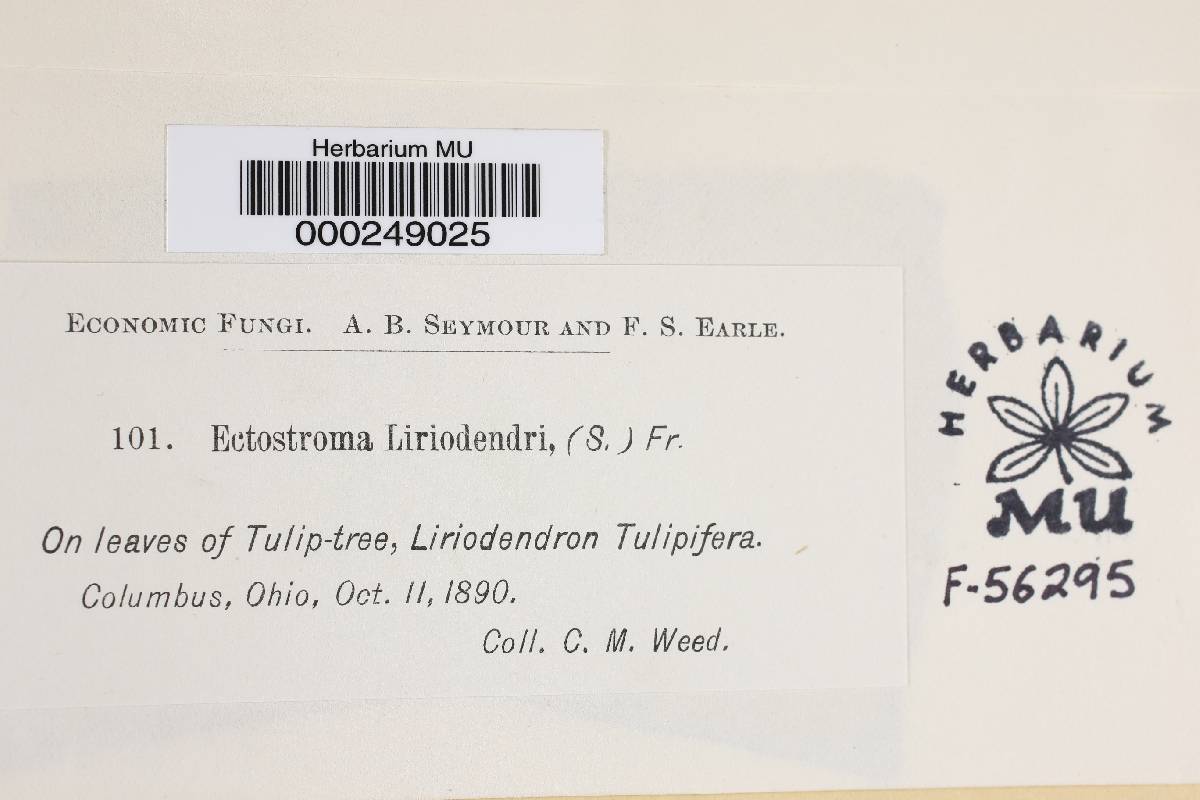 Herbarium MU
000249025
ECONOMIC FUNGI. A. B. SEYMOUR AND F. S. EARLE.
101. Ectostroma Liriodendri, (S.) Fr.
On leaves of Tulip-tree, Liriodendron Tulipifera.
Columbus, Ohio, Oct. 11, 1890.
Coll. C. M. Weed.
HERBARIUM
MU
F-56295